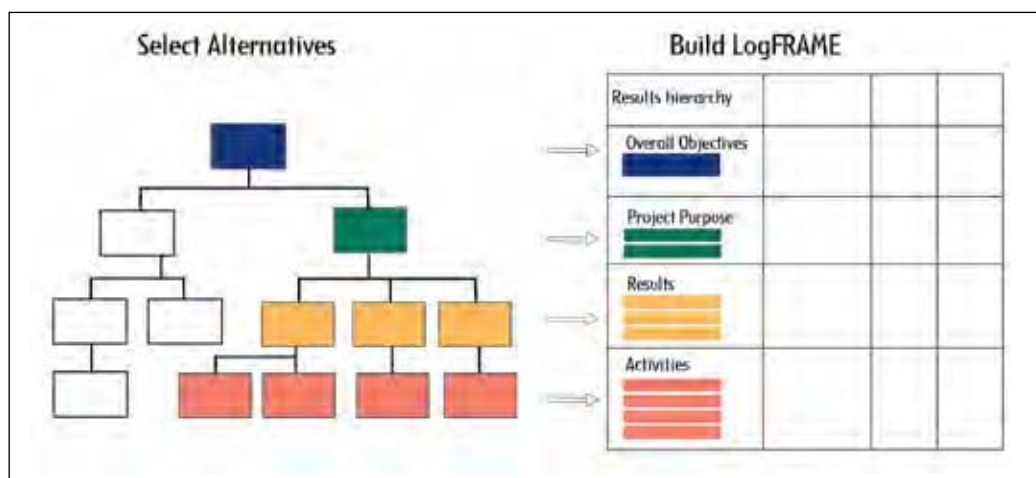 Select Alternatives
Build LogFRAME
Results hierarchy
Overall Objectives
Project Purpose
Results
Activities